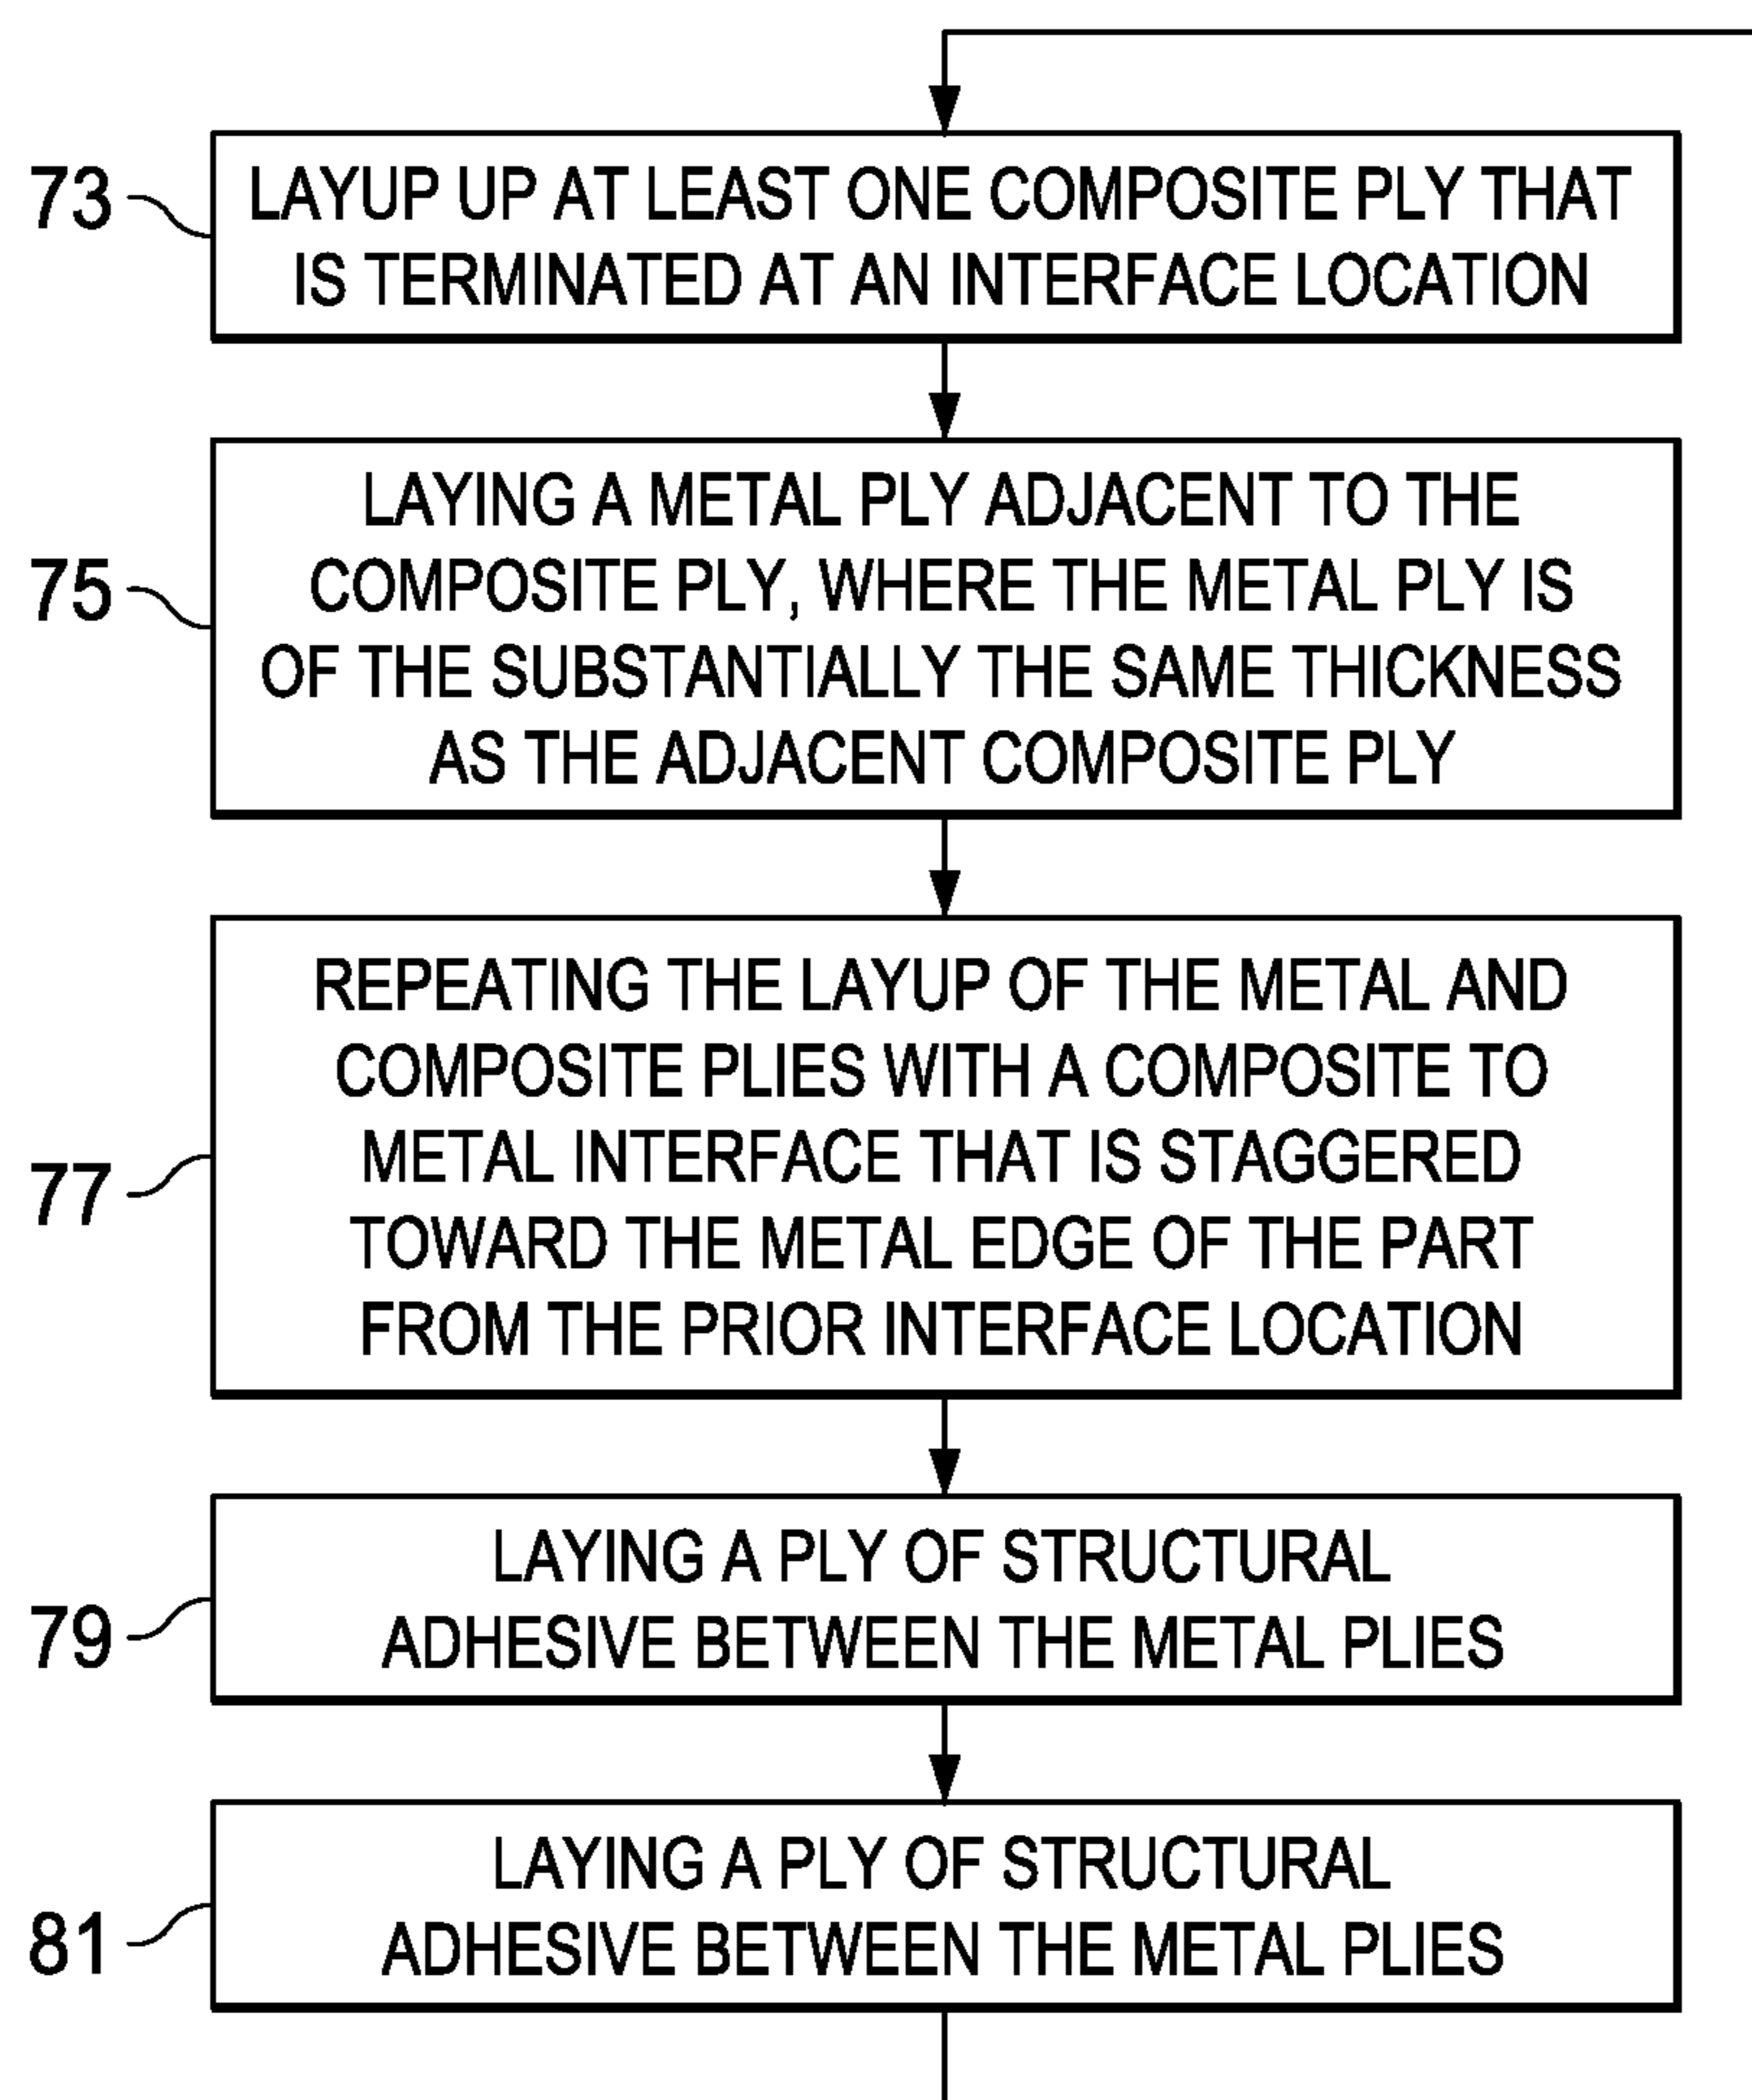 73
LAYUP UP AT LEAST ONE COMPOSITE PLY THAT
IS TERMINATED AT AN INTERFACE LOCATION
75
LAYING A METAL PLY ADJACENT TO THE
COMPOSITE PLY, WHERE THE METAL PLY IS
OF THE SUBSTANTIALLY THE SAME THICKNESS
AS THE ADJACENT COMPOSITE PLY
77
REPEATING THE LAYUP OF THE METAL AND
COMPOSITE PLIES WITH A COMPOSITE TO
METAL INTERFACE THAT IS STAGGERED
TOWARD THE METAL EDGE OF THE PART
FROM THE PRIOR INTERFACE LOCATION
79
LAYING A PLY OF STRUCTURAL
ADHESIVE BETWEEN THE METAL PLIES
81
LAYING A PLY OF STRUCTURAL
ADHESIVE BETWEEN THE METAL PLIES